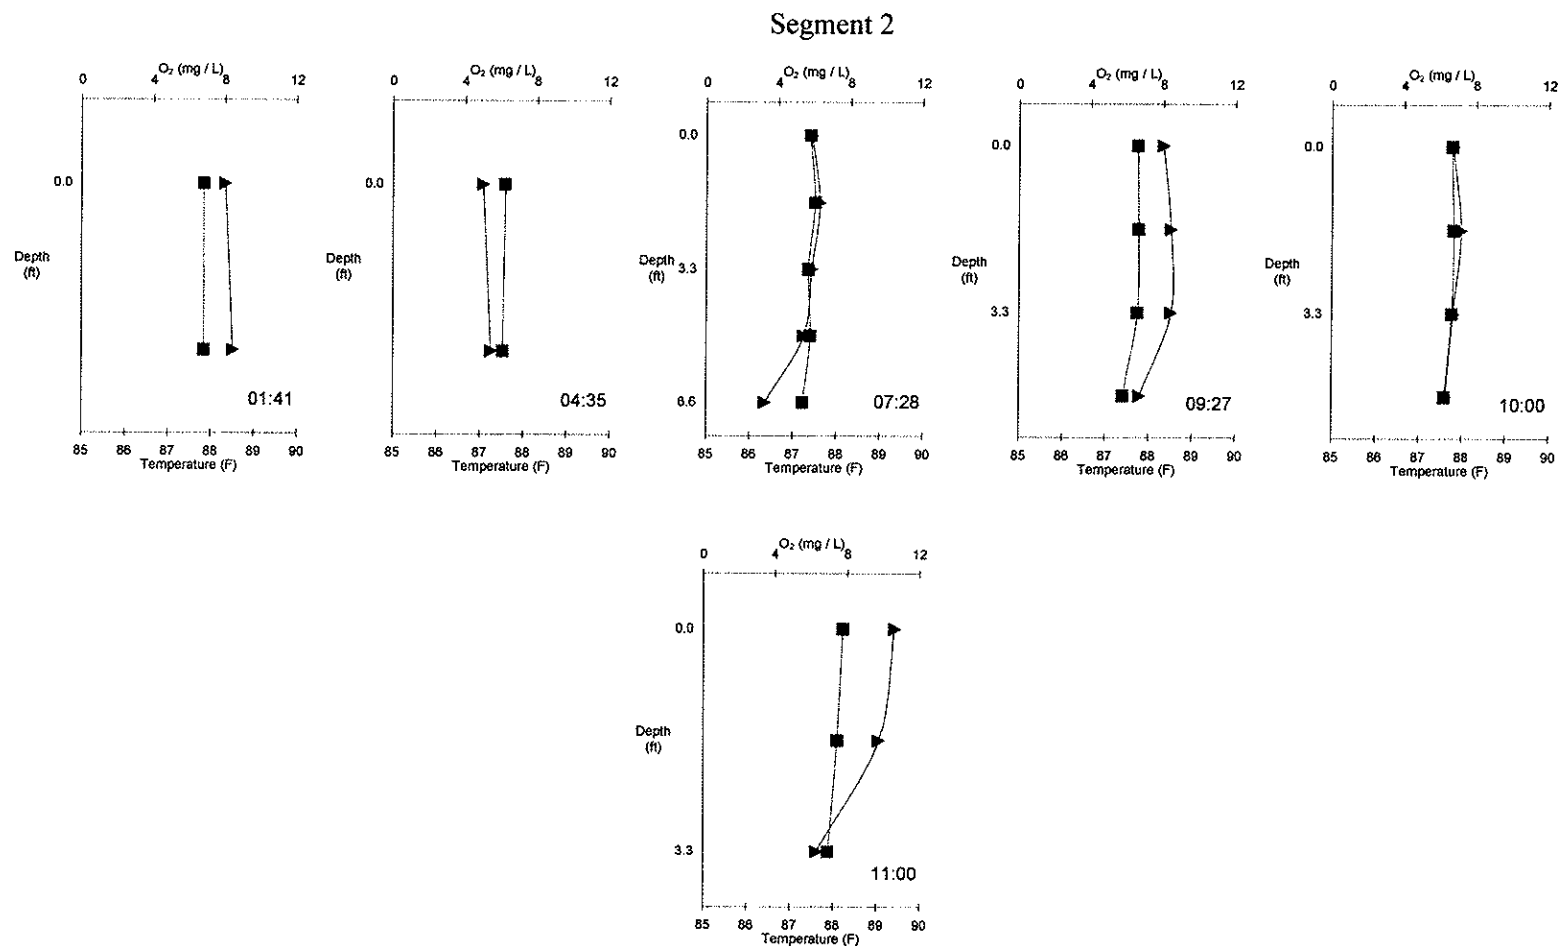 Segment 2
O₂ (mg / L)
0 4 8 12
0.0
Depth
(ft)
01:41
85 86 87 88 89 90
Temperature (F)
O₂ (mg / L)
0 4 8 12
0.0
Depth
(ft)
04:35
85 86 87 88 89 90
Temperature (F)
O₂ (mg / L)
0 4 8 12
0.0
3.3
Depth
(ft)
6.6
07:28
85 86 87 88 89 90
Temperature (F)
O₂ (mg / L)
0 4 8 12
0.0
Depth
(ft)
3.3
09:27
85 86 87 88 89 90
Temperature (F)
O₂ (mg / L)
0 4 8 12
0.0
Depth
(ft)
3.3
10:00
85 86 87 88 89 90
Temperature (F)
O₂ (mg / L)
0 4 8 12
0.0
Depth
(ft)
3.3
11:00
85 86 87 88 89 90
Temperature (F)